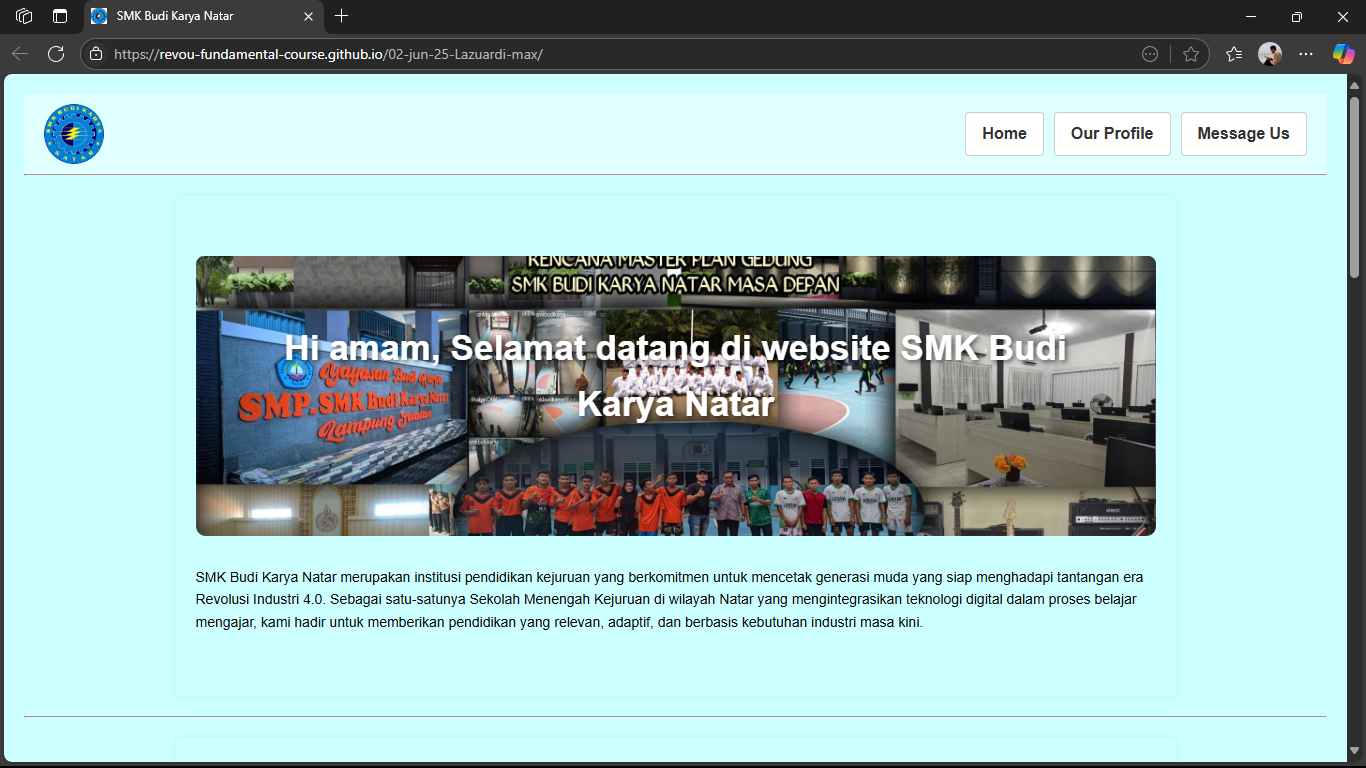 SMK Budi Karya Natar
https://revou-fundamental-course.github.io/02-jun-25-Lazuardi-max/
SMK BUDI KARYA
NATAR
Home
Our Profile
Message Us
RENCANA MASTER PLAN GEDUNG
SMK BUDI KARYA NATAR MASA DEPAN
Hi amam, Selamat datang di website SMK Budi
Karya Natar
Yayasan Budi Karya
SMP.SMK Budi Karya Natar
Lampung Selatan
SMK Budi Karya Natar merupakan institusi pendidikan kejuruan yang berkomitmen untuk mencetak generasi muda yang siap menghadapi tantangan era
Revolusi Industri 4.0. Sebagai satu-satunya Sekolah Menengah Kejuruan di wilayah Natar yang mengintegrasikan teknologi digital dalam proses belajar
mengajar, kami hadir untuk memberikan pendidikan yang relevan, adaptif, dan berbasis kebutuhan industri masa kini.